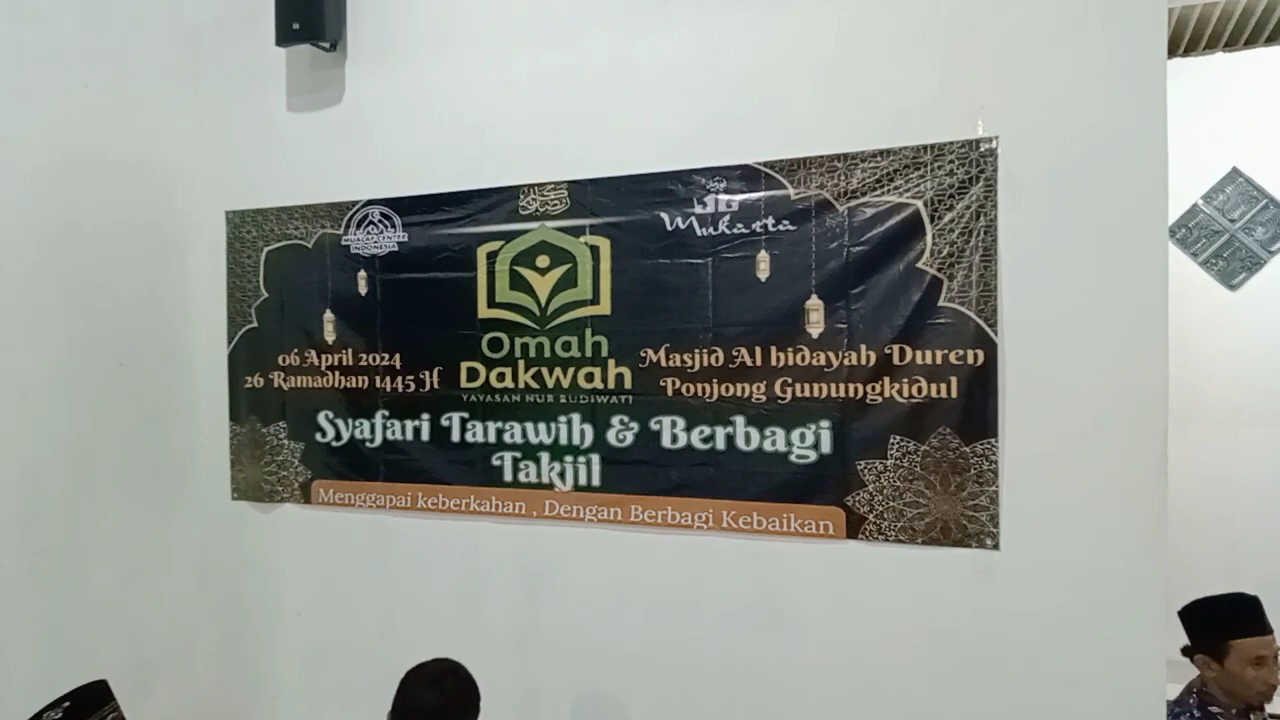 MUALAF CENTER
INDONESIA
Mukarta
Omah
Dakwah
YAYASAN NUR BUDIWATI
06 April 2024
26 Ramadhan 1445 H
Masjid Al hidayah Duren
Ponjong Gunungkidul
Syafari Tarawih & Berbagi
Takjil
Menggapai keberkahan , Dengan Berbagi Kebaikan